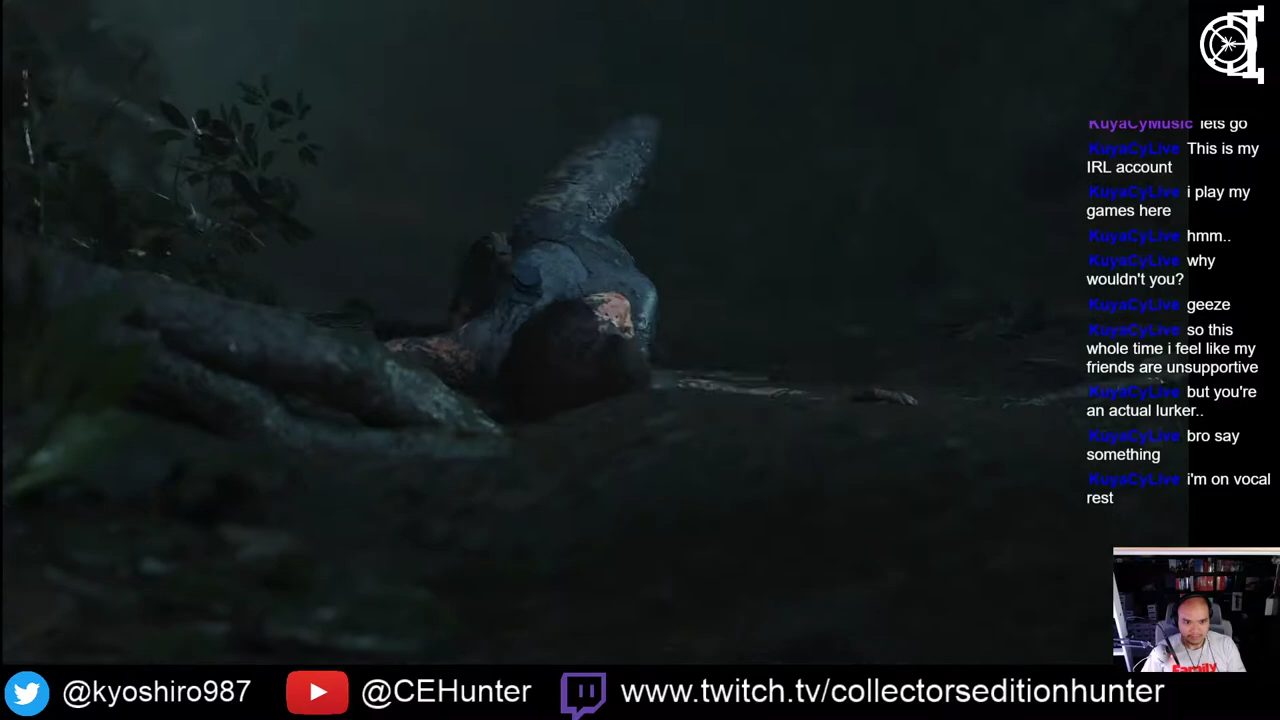 KuyaCyMusic lets go
KuyaCyLive This is my
IRL account
KuyaCyLive i play my
games here
KuyaCyLive hmm..
KuyaCyLive why
wouldn't you?
KuyaCyLive geeze
KuyaCyLive so this
whole time i feel like my
friends are unsupportive
KuyaCyLive but you're
an actual lurker..
KuyaCyLive bro say
something
KuyaCyLive i'm on vocal
rest
Family
@kyoshiro987 @CEHunter www.twitch.tv/collectorseditionhunter